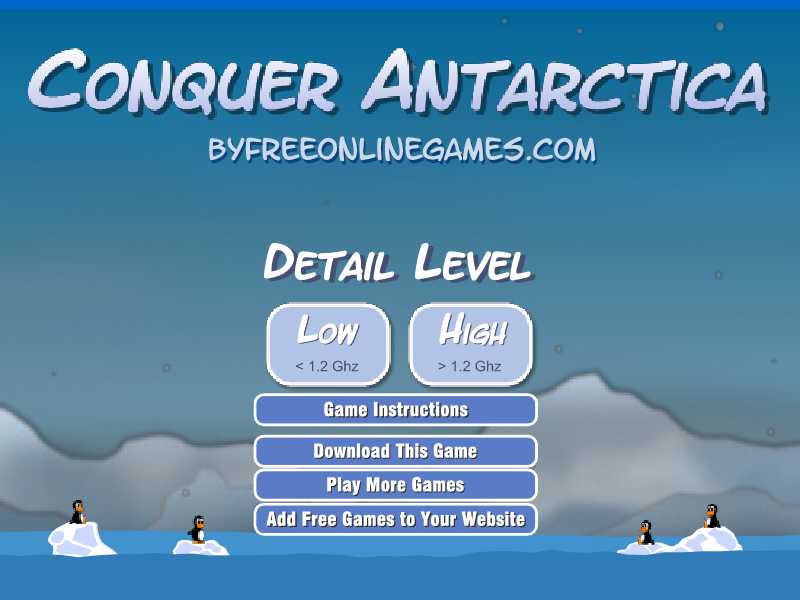 CONQUER ANTARCTICA
BYFREEONLINEGAMES.COM
DETAIL LEVEL
LOW HIGH
< 1.2 Ghz > 1.2 Ghz
Game Instructions
Download This Game
Play More Games
Add Free Games to Your Website